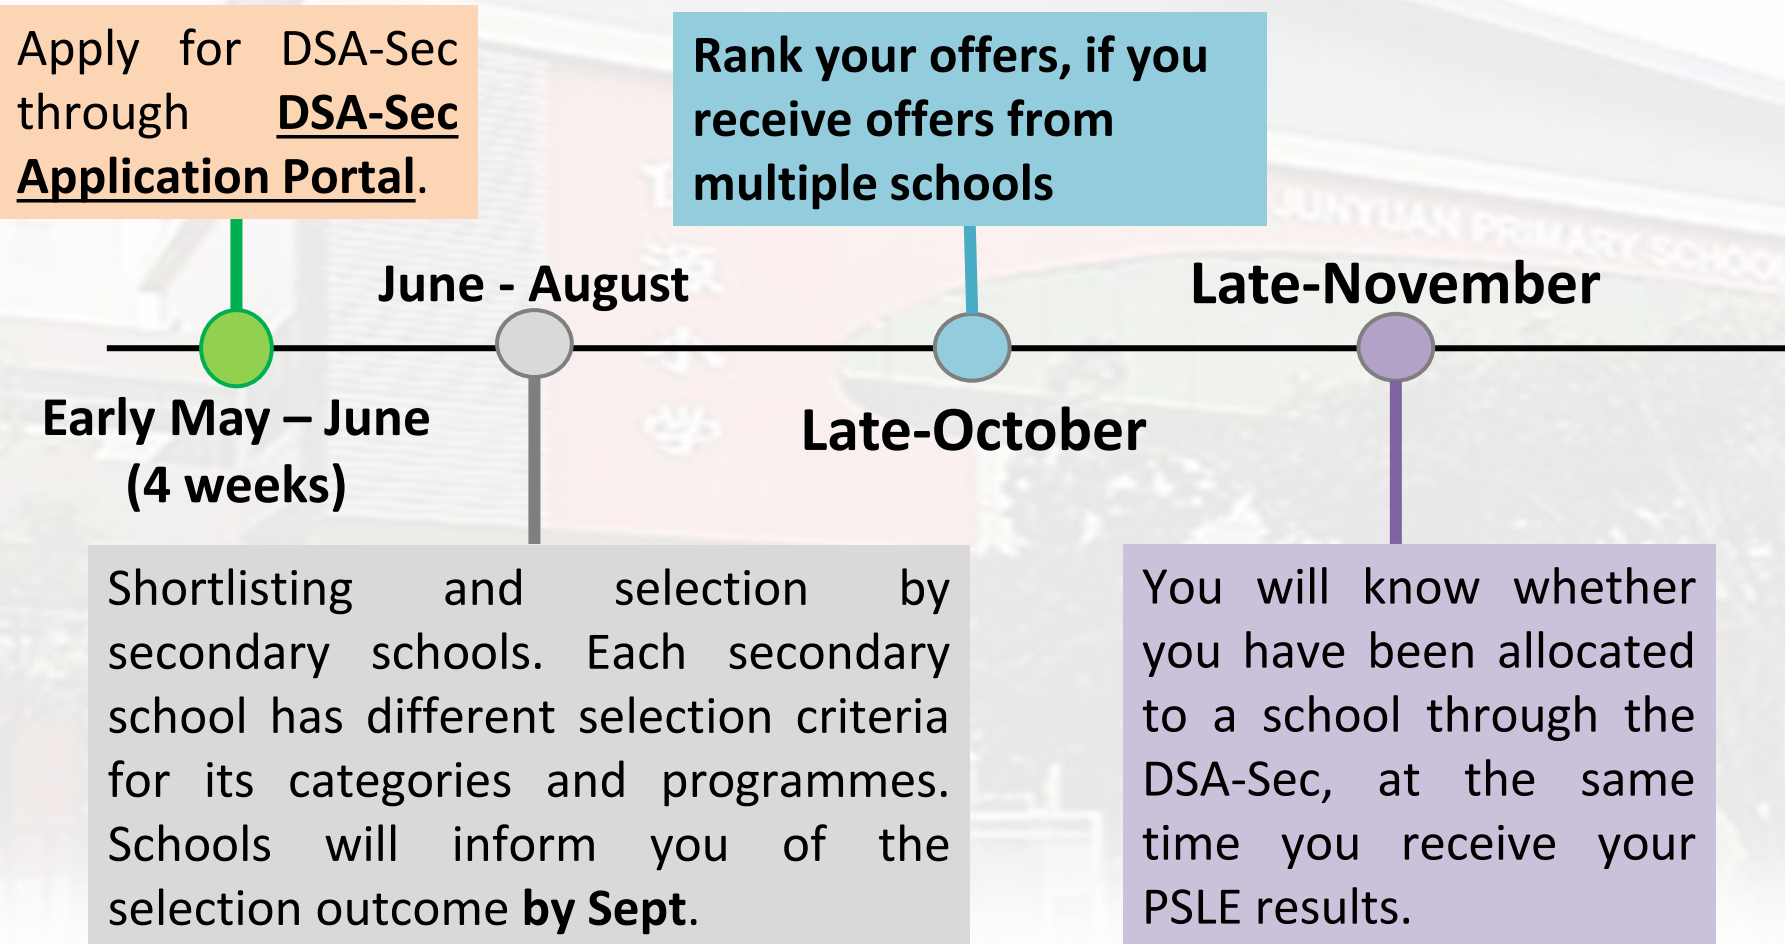 Apply for DSA-Sec
through DSA-Sec
Application Portal.
Rank your offers, if you
receive offers from
multiple schools
JUNYUAN PRIMARY SCHOOL
June - August
Late-November
Early May – June
(4 weeks)
Late-October
Shortlisting and selection by
secondary schools. Each secondary
school has different selection criteria
for its categories and programmes.
Schools will inform you of the
selection outcome by Sept.
You will know whether
you have been allocated
to a school through the
DSA-Sec, at the same
time you receive your
PSLE results.